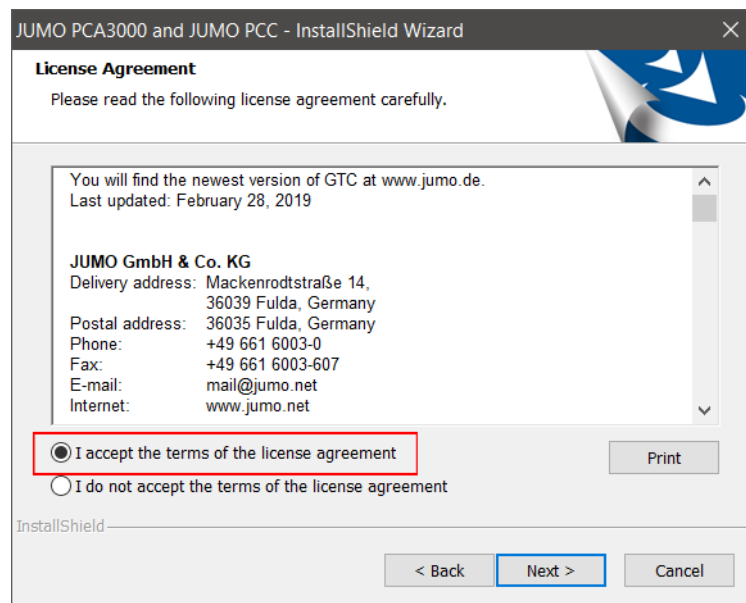 JUMO PCA3000 and JUMO PCC - InstallShield Wizard
License Agreement
Please read the following license agreement carefully.
You will find the newest version of GTC at www.jumo.de.
Last updated: February 28, 2019
JUMO GmbH & Co. KG
Delivery address: Mackenrodtstraße 14,
36039 Fulda, Germany
Postal address: 36035 Fulda, Germany
Phone: +49 661 6003-0
Fax: +49 661 6003-607
E-mail: mail@jumo.net
Internet: www.jumo.net
I accept the terms of the license agreement
Print
I do not accept the terms of the license agreement
InstallShield
< Back Next > Cancel